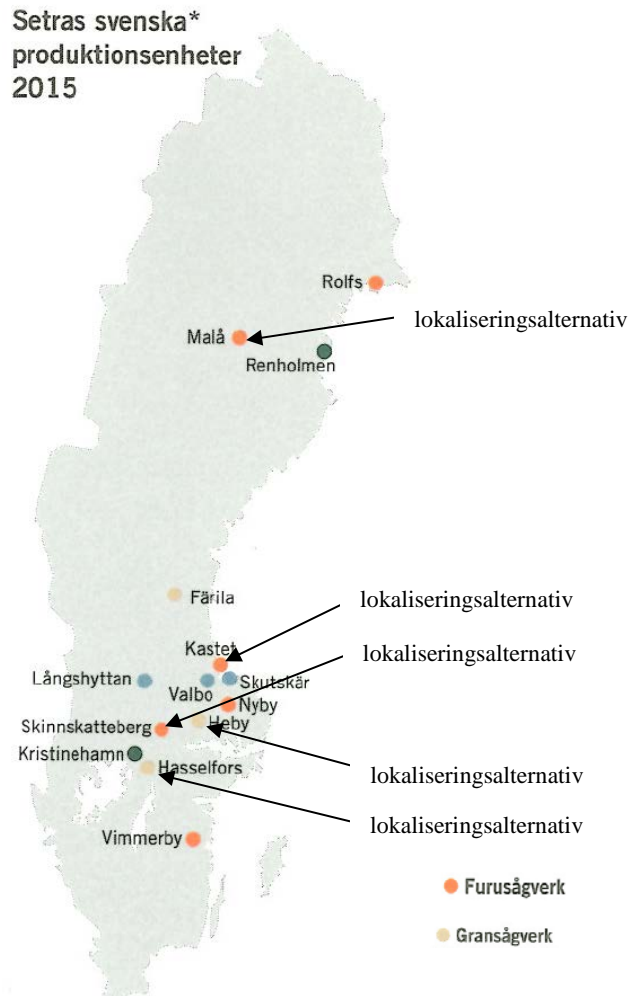 Setras svenska*
produktionsenheter
2015
Rolfs
lokaliseringsalternativ
Malå
Renholmen
Färila
lokaliseringsalternativ
Kastet
lokaliseringsalternativ
Långshyttan
Valbo
Skutskär
Nyby
Skinnskatteberg
Heby
Kristinehamn
Hasselfors
lokaliseringsalternativ
lokaliseringsalternativ
Vimmerby
Furusågverk
Gransågverk